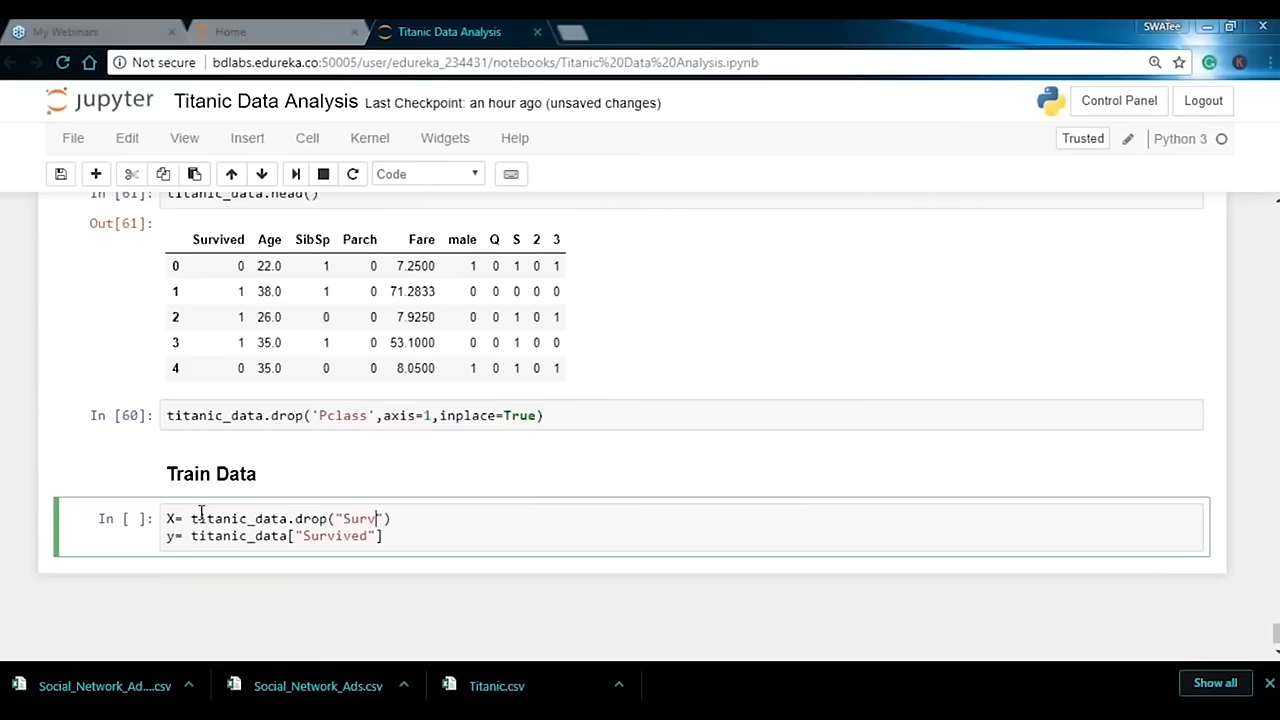 My Webinars
Home
Titanic Data Analysis
SWATee
Not secure bdlabs.edureka.co:50005/user/edureka_234431/notebooks/Titanic%20Data%20Analysis.ipynb
jupyter Titanic Data Analysis Last Checkpoint: an hour ago (unsaved changes)
Control Panel Logout
File Edit View Insert Cell Kernel Widgets Help
Trusted Python 3
Code
In [61]: titanic_data.head()
Out[61]:
Survived Age SibSp Parch Fare male Q S 2 3
0 0 22.0 1 0 7.2500 1 0 1 0 1
1 1 38.0 1 0 71.2833 0 0 0 0 0
2 1 26.0 0 0 7.9250 0 0 1 0 1
3 1 35.0 1 0 53.1000 0 0 1 0 0
4 0 35.0 0 0 8.0500 1 0 1 0 1
In [60]: titanic_data.drop('Pclass',axis=1,inplace=True)
Train Data
In [ ]: X= titanic_data.drop("Surv")
y= titanic_data["Survived"]
Social_Network_Ad....csv
Social_Network_Ads.csv
Titanic.csv
Show all